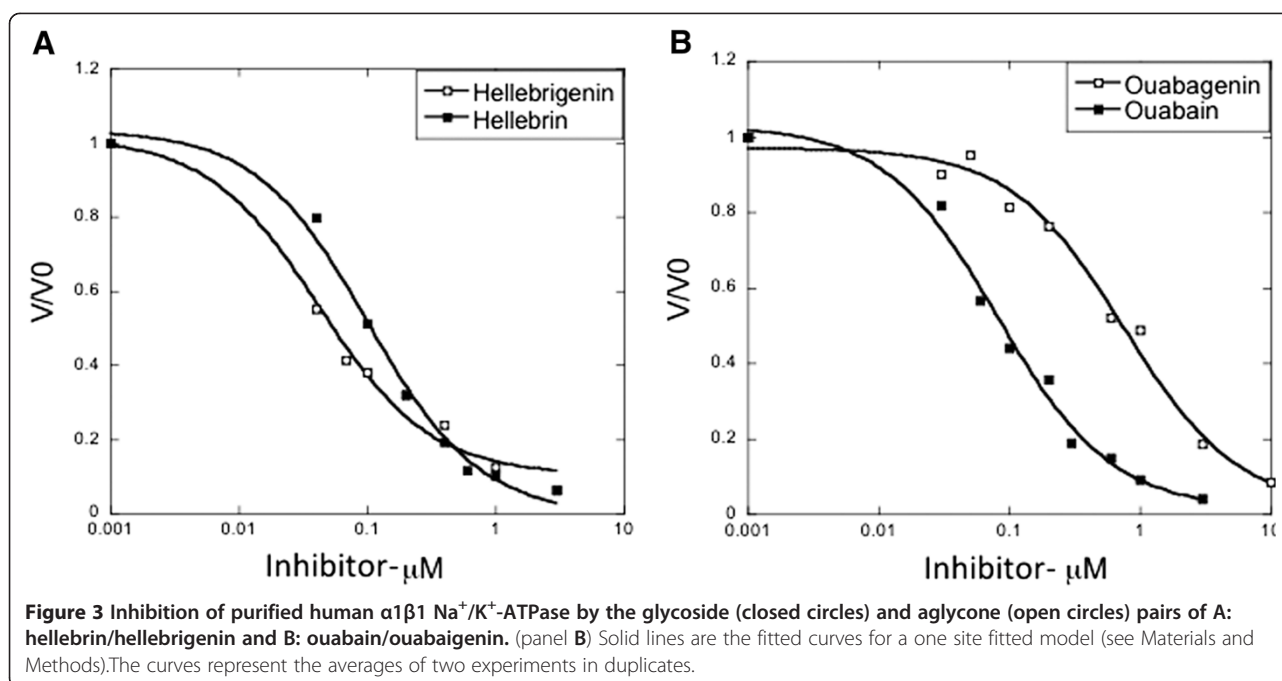 A
B
1.2
1
0.8
0.6
0.4
0.2
0
V/V0
Hellebrigenin
Hellebrin
0.001
0.01
0.1
1
10
Inhibitor-μM
1.2
1
0.8
0.6
0.4
0.2
0
V/V0
Ouabagenin
Ouabain
0.001
0.01
0.1
1
10
Inhibitor- μM
Figure 3 Inhibition of purified human α1β1 Na⁺/K⁺-ATPase by the glycoside (closed circles) and aglycone (open circles) pairs of A:
hellebrin/hellebrigenin and B: ouabain/ouabaigenin. (panel B) Solid lines are the fitted curves for a one site fitted model (see Materials and
Methods).The curves represent the averages of two experiments in duplicates.